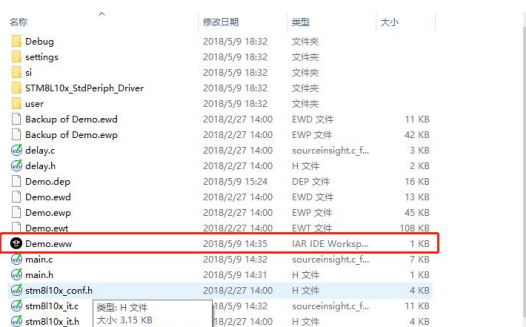 名称 修改日期 类型 大小
Debug 2018/5/9 18:32 文件夹
settings 2018/5/9 18:32 文件夹
si 2018/5/9 18:32 文件夹
STM8L10x_StdPeriph_Driver 2018/5/9 18:32 文件夹
user 2018/5/9 18:32 文件夹
Backup of Demo.ewd 2018/2/27 14:00 EWD 文件 11 KB
Backup of Demo.ewp 2018/2/27 14:00 EWP 文件 42 KB
delay.c 2018/2/27 14:00 sourceinsight.c_f... 3 KB
delay.h 2018/2/27 14:00 H 文件 2 KB
Demo.dep 2018/5/9 15:24 DEP 文件 16 KB
Demo.ewd 2018/2/27 14:00 EWD 文件 13 KB
Demo.ewp 2018/2/27 14:00 EWP 文件 45 KB
Demo.ewt 2018/2/27 14:00 EWT 文件 108 KB
Demo.eww 2018/5/9 14:35 IAR IDE Worksp... 1 KB
main.c 2018/5/9 14:32 sourceinsight.c_f... 7 KB
main.h 2018/5/9 14:31 H 文件 1 KB
stm8l10x_conf.h 2018/2/27 14:00 H 文件 4 KB
stm8l10x_it.c 类型: H 文件 2018/5/9 14:32 sourceinsight.c_f... 11 KB
stm8l10x_it.h 大小: 3.15 KB 18/2/27 14:00 H 文件 4 KB